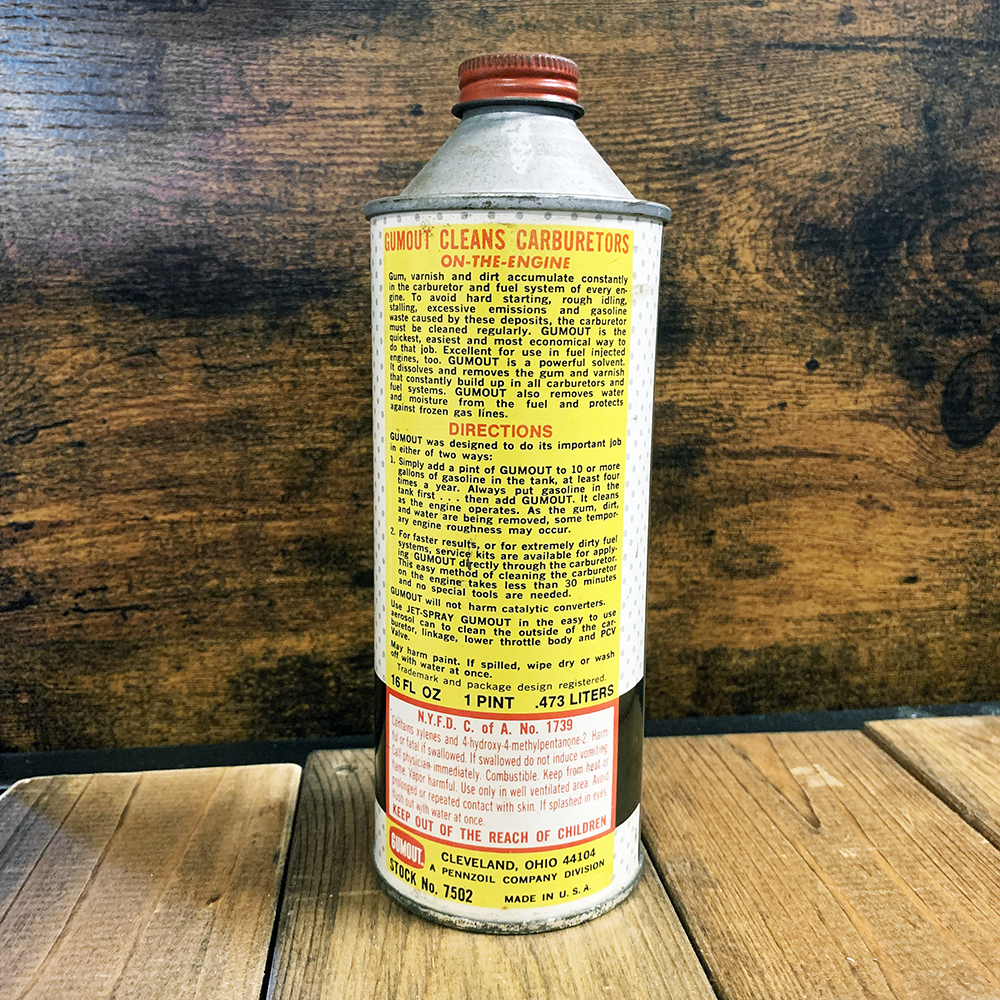 GUMOUT CLEANS CARBURETORS
ON-THE-ENGINE
Gum, varnish and dirt accumulate constantly
in the carburetor and fuel system of every en-
gine. To avoid hard starting, rough idling,
stalling, excessive emissions and gasoline
waste caused by these deposits, the carburetor
must be cleaned regularly. GUMOUT is the
quickest, easiest and most economical way to
do that job. Excellent for use in fuel injected
engines, too. GUMOUT is a powerful solvent.
It dissolves and removes the gum and varnish
that constantly build up in all carburetors and
fuel systems. GUMOUT also removes water
and moisture from the fuel and protects
against frozen gas lines.
DIRECTIONS
GUMOUT was designed to do its important job
in either of two ways:
1. Simply add a pint of GUMOUT to 10 or more
gallons of gasoline in the tank, at least four
times a year. Always put gasoline in the
tank first . . . then add GUMOUT. It cleans
as the engine operates. As the gum, dirt,
and water are being removed, some tempor-
ary engine roughness may occur.
2. For faster results, or for extremely dirty fuel
systems, service kits are available for apply-
ing GUMOUT directly through the carburetor.
This easy method of cleaning the carburetor
on the engine takes less than 30 minutes
and no special tools are needed.
GUMOUT will not harm catalytic converters.
Use JET-SPRAY GUMOUT in the easy to use
aerosol can to clean the outside of the car-
buretor, linkage, lower throttle body and PCV
Valve.
May harm paint. If spilled, wipe dry or wash
off with water at once.
Trademark and package design registered.
16 FL OZ 1 PINT .473 LITERS
N.Y.F.D. C. of A. No. 1739
Contains xylenes and 4-hydroxy-4-methylpentanone-2. Harm-
ful or fatal if swallowed. If swallowed do not induce vomiting.
Call physician immediately. Combustible. Keep from heat or
flame. Vapor harmful. Use only in well ventilated area. Avoid
prolonged or repeated contact with skin. If splashed in eyes,
flush out with water at once.
KEEP OUT OF THE REACH OF CHILDREN
GUMOUT. CLEVELAND, OHIO 44104
A PENNZOIL COMPANY DIVISION
STOCK No. 7502 MADE IN U.S.A.